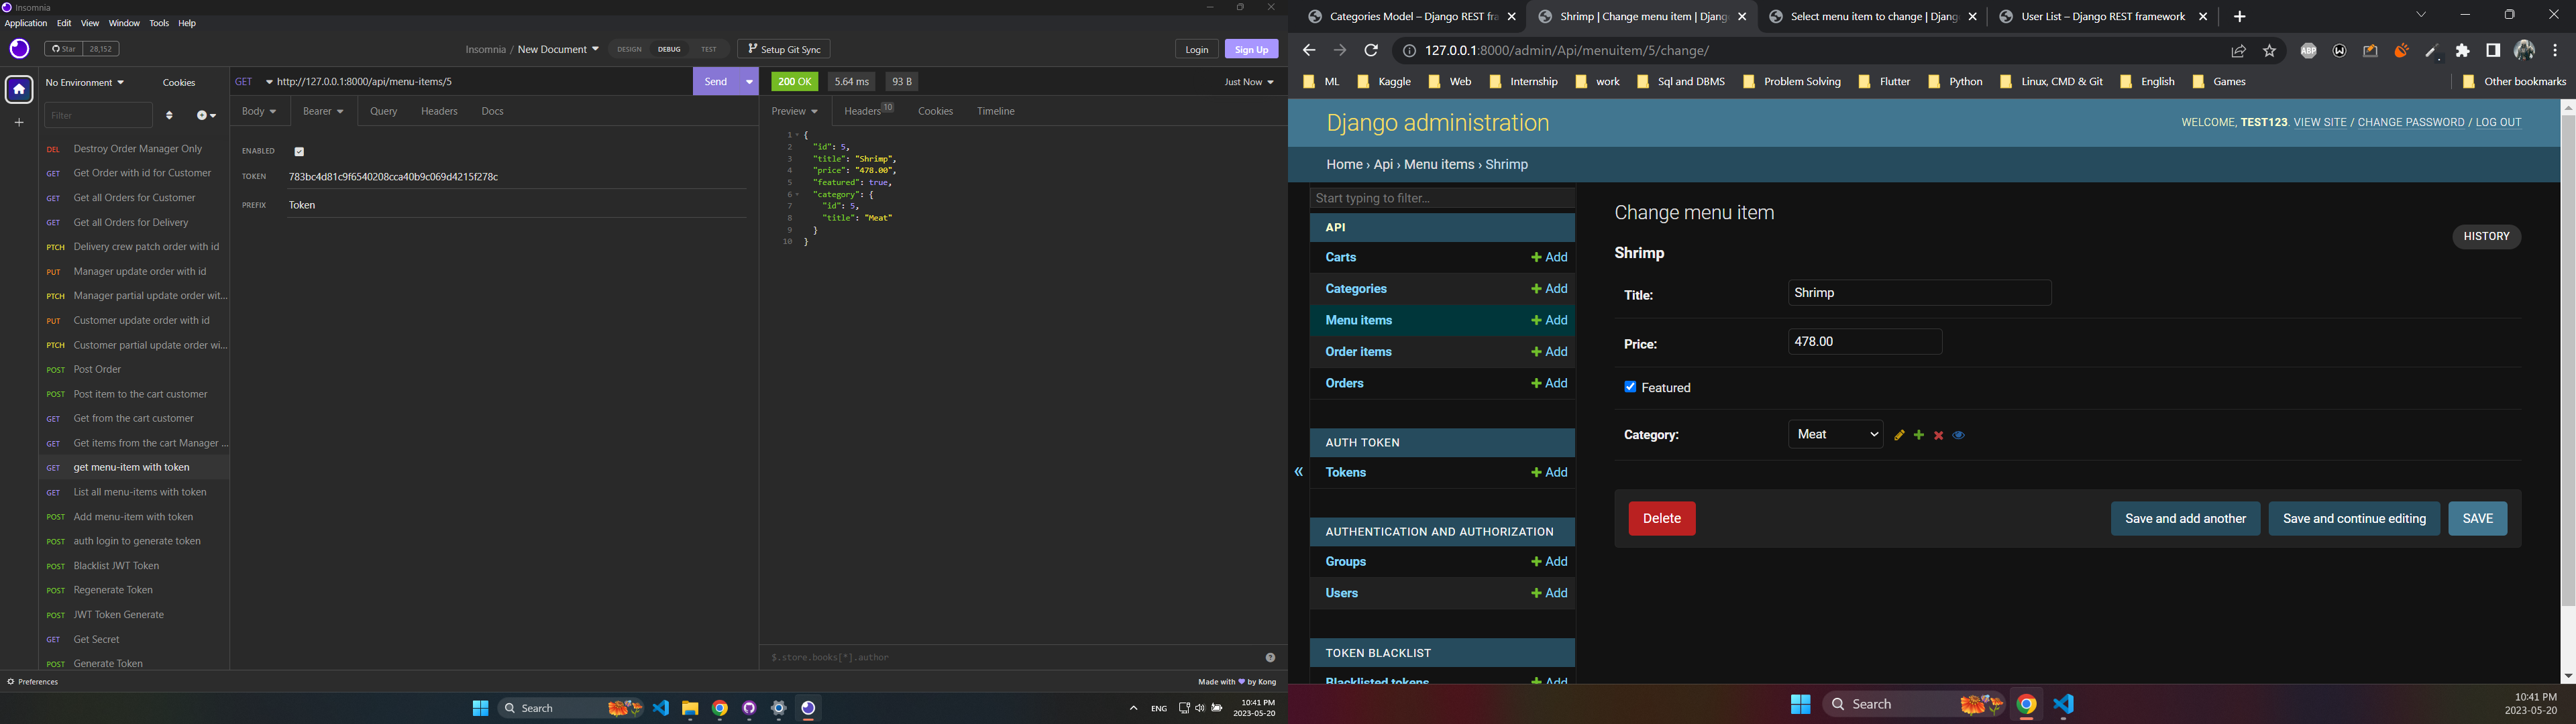 Insomnia
Application Edit View Window Tools Help
Star 28,152
Insomnia / New Document
DESIGN DEBUG TEST
Setup Git Sync
Login Sign Up
No Environment Cookies
GET http://127.0.0.1:8000/api/menu-items/5 Send
200 OK 5.64 ms 93 B Just Now
Filter
Body Bearer Query Headers Docs
Preview Headers 10 Cookies Timeline
DEL Destroy Order Manager Only
GET Get Order with id for Customer
GET Get all Orders for Customer
GET Get all Orders for Delivery
PTCH Delivery crew patch order with id
PUT Manager update order with id
PTCH Manager partial update order wit...
PUT Customer update order with id
PTCH Customer partial update order wi...
POST Post Order
POST Post item to the cart customer
GET Get from the cart customer
GET Get items from the cart Manager ...
GET get menu-item with token
GET List all menu-items with token
POST Add menu-item with token
POST auth login to generate token
POST Blacklist JWT Token
POST Regenerate Token
POST JWT Token Generate
GET Get Secret
POST Generate Token
ENABLED
TOKEN 783bc4d81c9f6540208cca40b9c069d4215f278c
PREFIX Token
1 {
2 "id": 5,
3 "title": "Shrimp",
4 "price": "478.00",
5 "featured": true,
6 "category": {
7 "id": 5,
8 "title": "Meat"
9 }
10 }
$.store.books[*].author
Preferences
Made with by Kong
Search
ENG
10:41 PM
2023-05-20
Categories Model – Django REST fra
Shrimp | Change menu item | Djang
Select menu item to change | Djang
User List – Django REST framework
127.0.0.1:8000/admin/Api/menuitem/5/change/
ABP
ML Kaggle Web Internship work Sql and DBMS Problem Solving Flutter Python Linux, CMD & Git English Games Other bookmarks
Django administration
WELCOME, TEST123. VIEW SITE / CHANGE PASSWORD / LOG OUT
Home › Api › Menu items › Shrimp
Start typing to filter...
API
Carts Add
Categories Add
Menu items Add
Order items Add
Orders Add
AUTH TOKEN
Tokens Add
AUTHENTICATION AND AUTHORIZATION
Groups Add
Users Add
TOKEN BLACKLIST
Blacklisted tokens Add
«
Change menu item
HISTORY
Shrimp
Title: Shrimp
Price: 478.00
Featured
Category: Meat
Delete
Save and add another
Save and continue editing
SAVE
Search
10:41 PM
2023-05-20